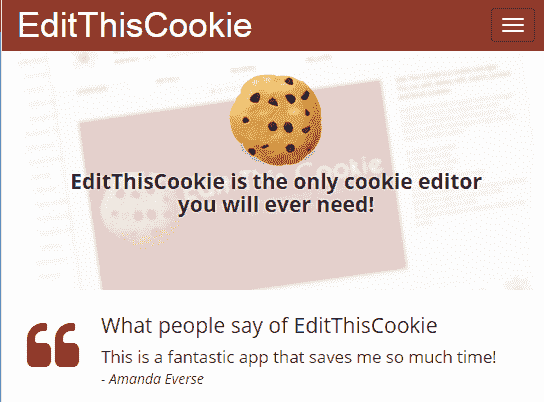 EditThisCookie
EditThisCookie is the only cookie editor
you will ever need!
What people say of EditThisCookie
This is a fantastic app that saves me so much time!
- Amanda Everse